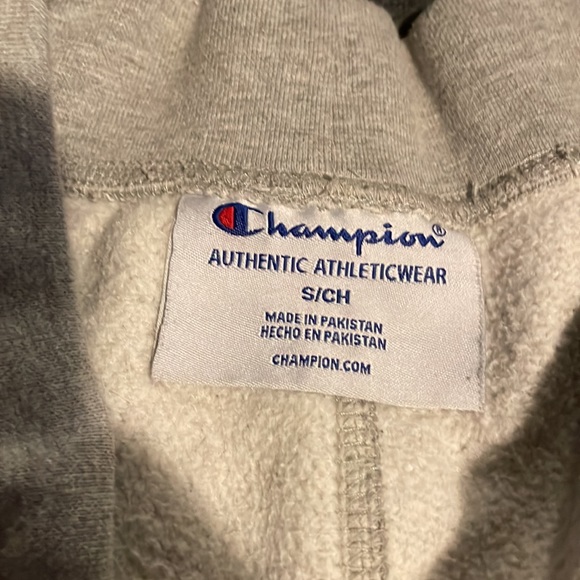 Champion®
AUTHENTIC ATHLETICWEAR
S/CH
MADE IN PAKISTAN
HECHO EN PAKISTAN
CHAMPION.COM